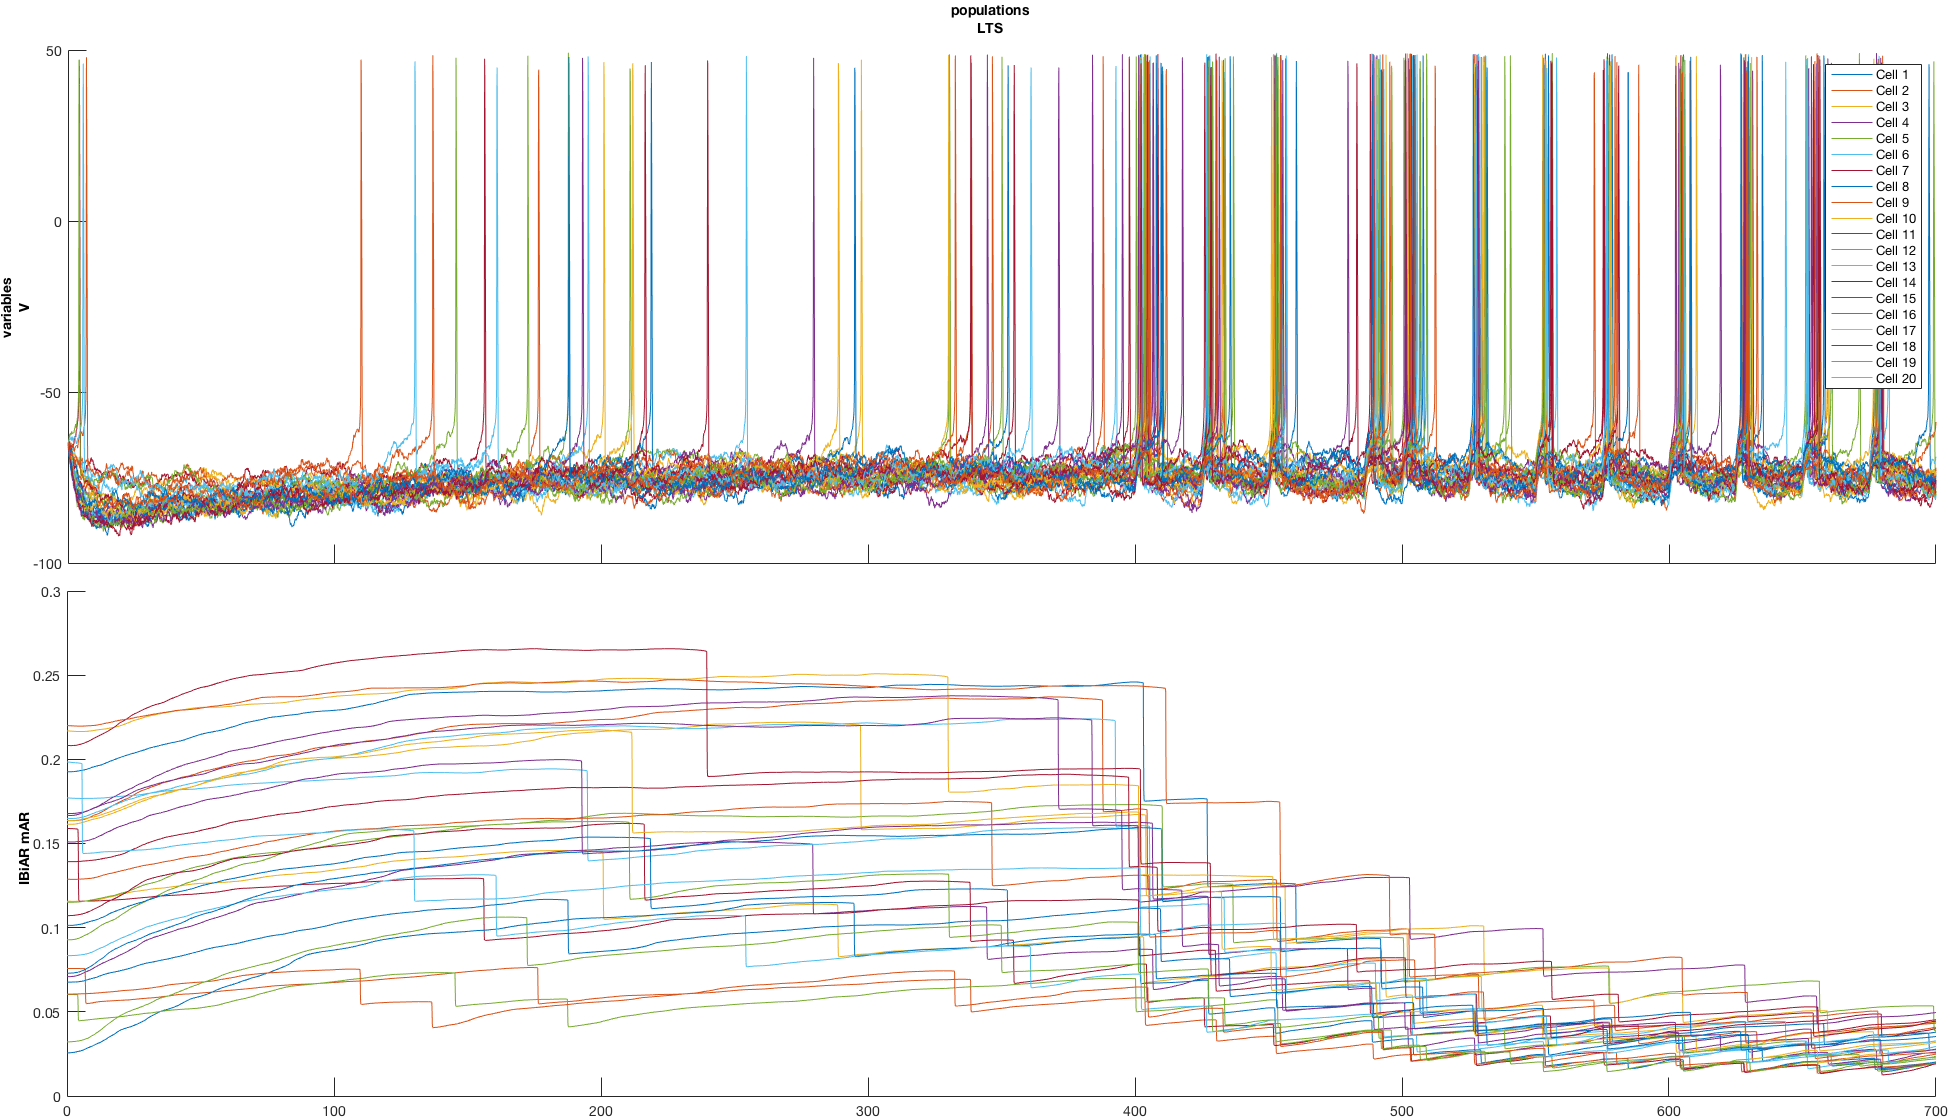 populations
LTS
variables
V
50
0
-50
-100
Cell 1
Cell 2
Cell 3
Cell 4
Cell 5
Cell 6
Cell 7
Cell 8
Cell 9
Cell 10
Cell 11
Cell 12
Cell 13
Cell 14
Cell 15
Cell 16
Cell 17
Cell 18
Cell 19
Cell 20
IBiAR mAR
0.3
0.25
0.2
0.15
0.1
0.05
0
0 100 200 300 400 500 600 700